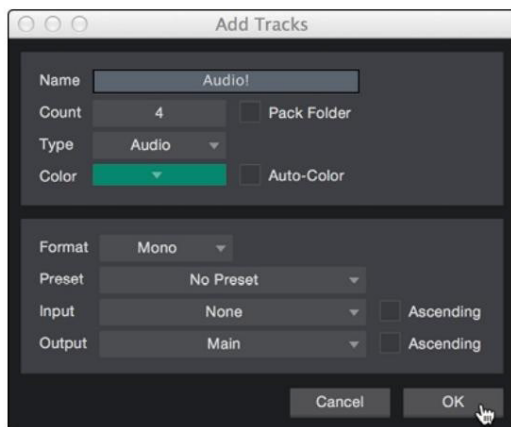 Add Tracks
Name Audio!
Count 4 Pack Folder
Type Audio
Color Auto-Color
Format Mono
Preset No Preset
Input None Ascending
Output Main Ascending
Cancel OK